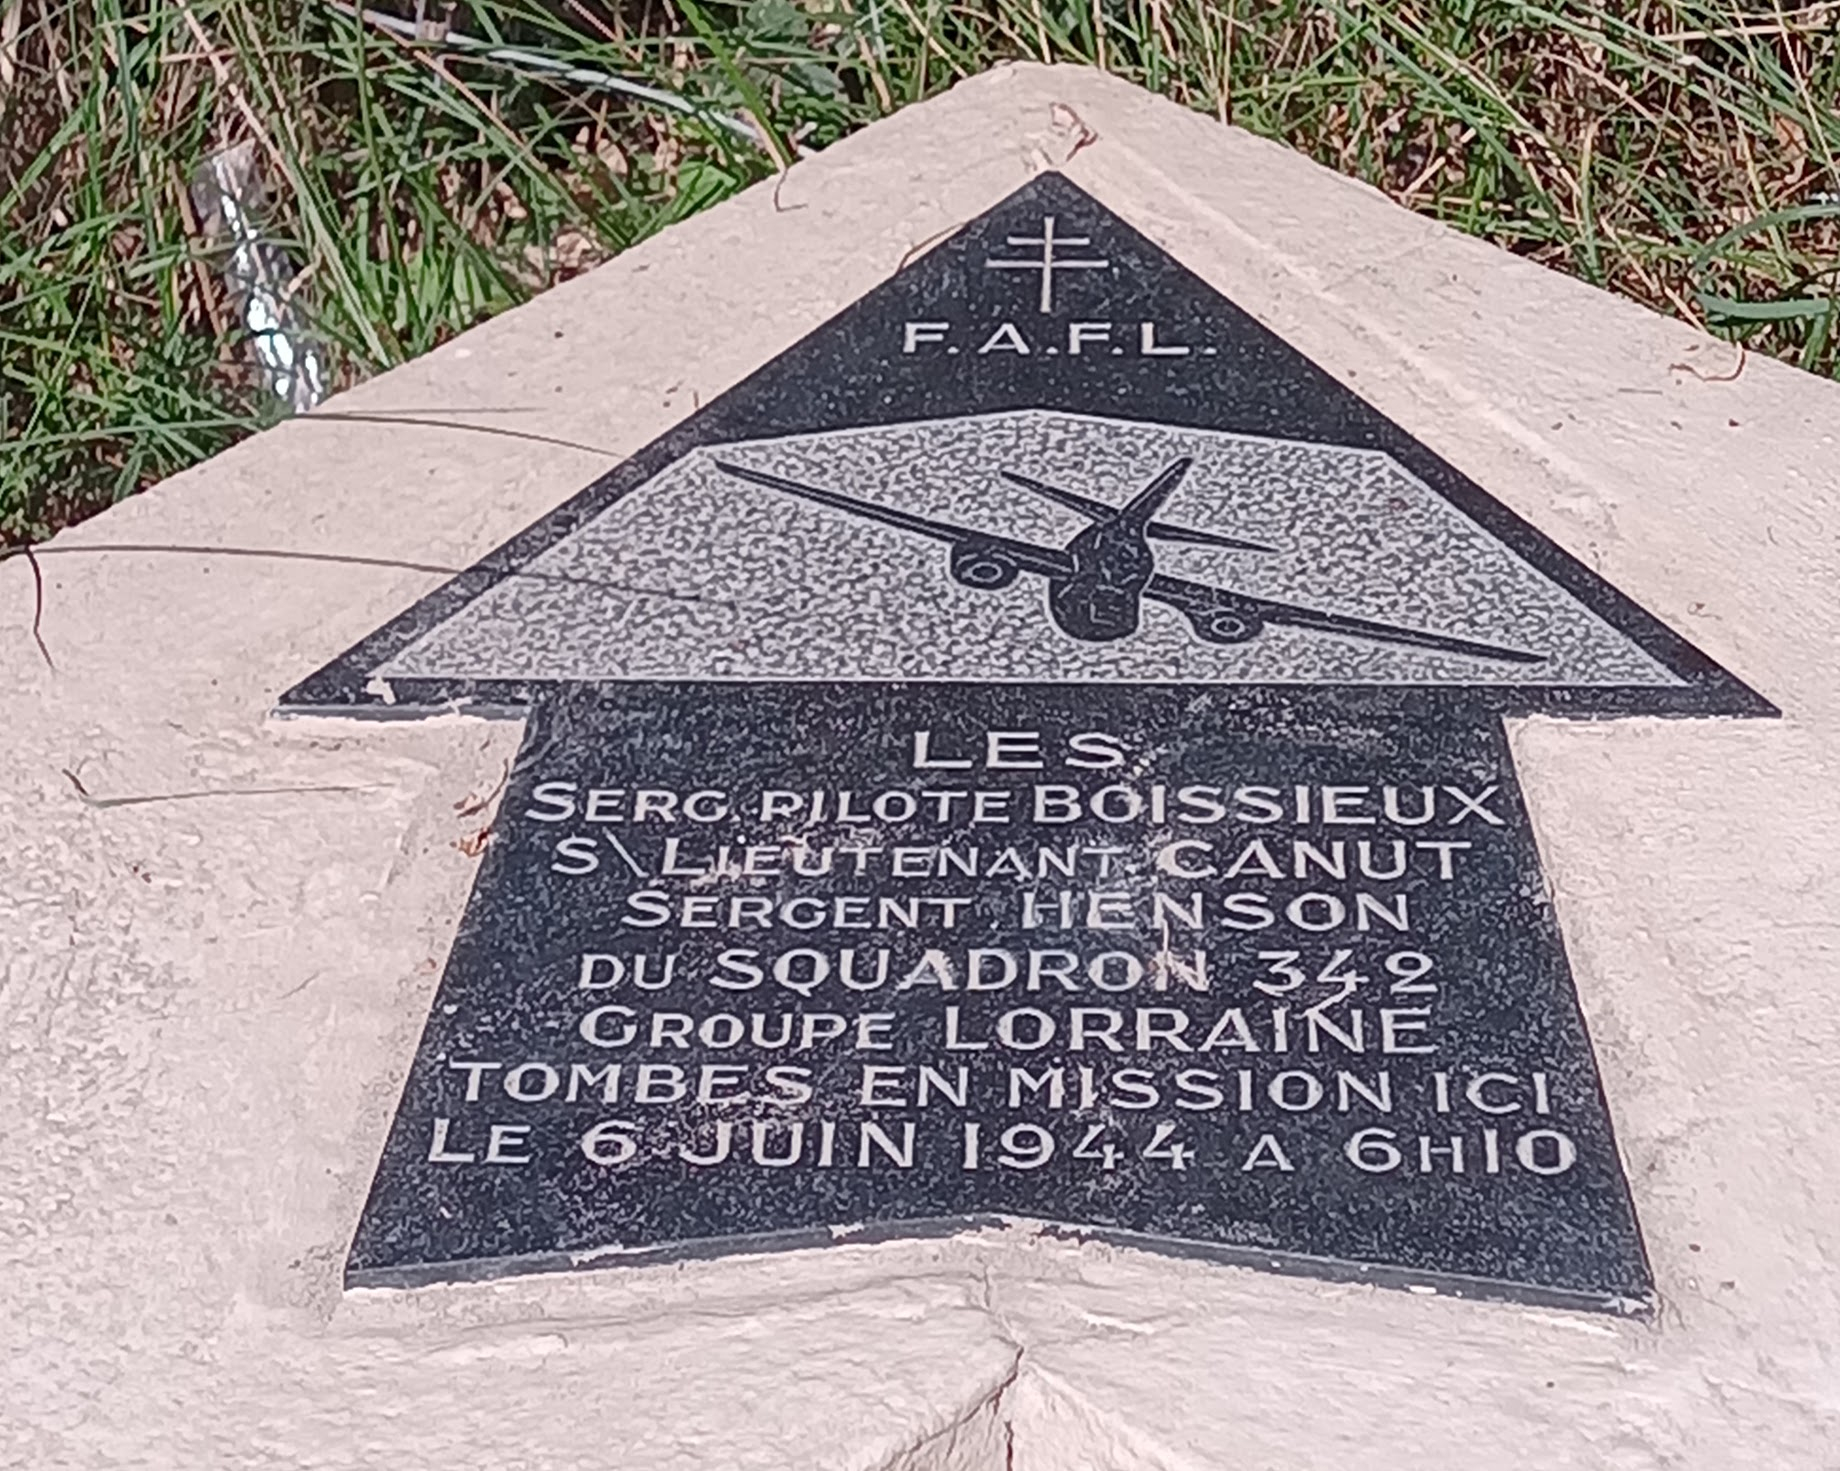 F.A.F.L.
LES
SERG. PILOTE BOISSIEUX
S\LIEUTENANT CANUT
SERGENT HENSON
DU SQUADRON 342
GROUPE LORRAINE
TOMBES EN MISSION ICI
LE 6 JUIN 1944 A 6H10